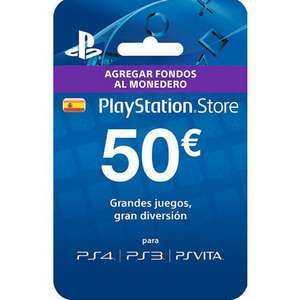 AGREGAR FONDOS
AL MONEDERO
PlayStation.Store
50€
Grandes juegos,
gran diversión
para
PS4 | PS3 | PSVITA